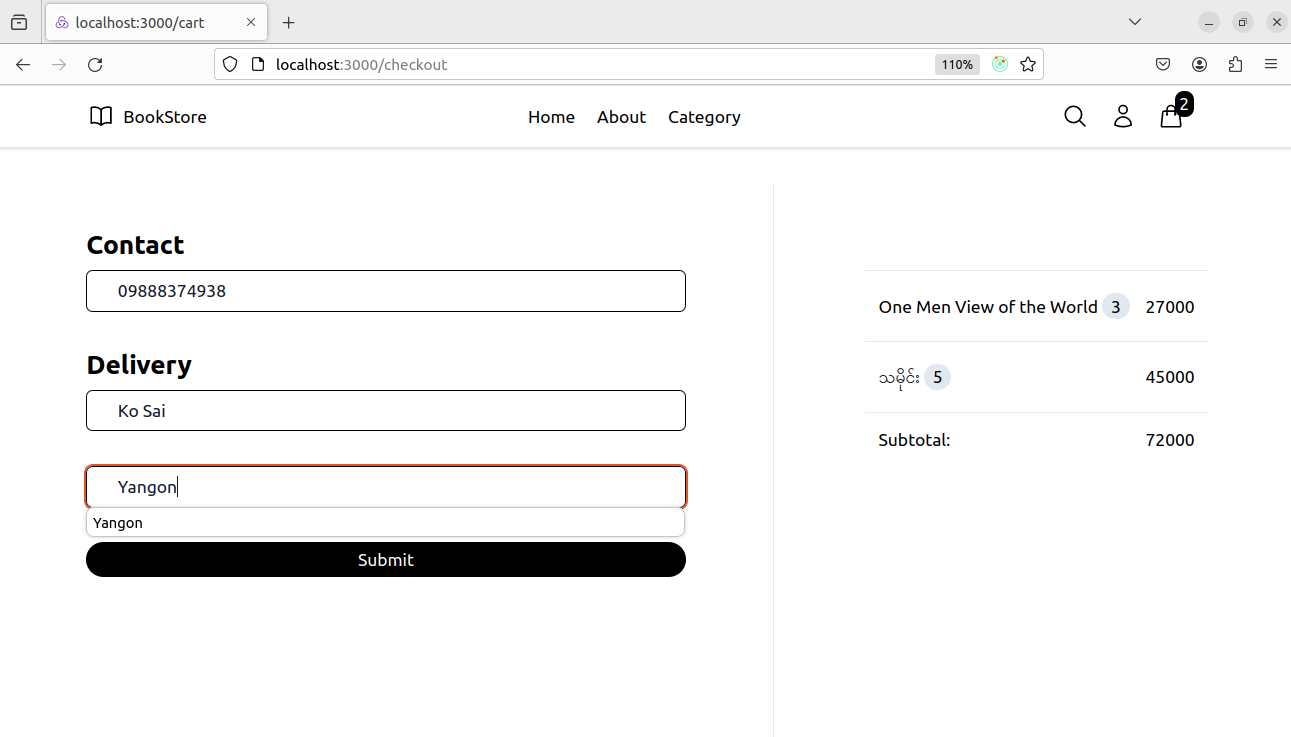 localhost:3000/cart
localhost:3000/checkout
110%
BookStore
Home
About
Category
2
Contact
09888374938
Delivery
Ko Sai
Yangon
Yangon
Submit
One Men View of the World 3 27000
သမိုင်း 5 45000
Subtotal: 72000